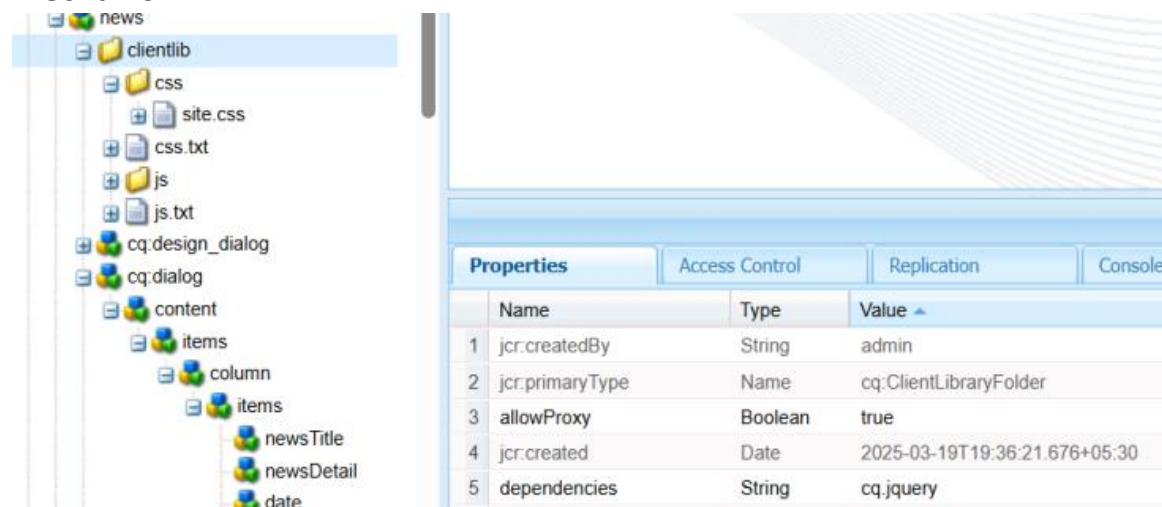 news
clientlib
css
site.css
css.txt
js
js.txt
cq:design_dialog
cq:dialog
content
items
column
items
newsTitle
newsDetail
date
Properties Access Control Replication Console
Name Type Value
1 jcr:createdBy String admin
2 jcr:primaryType Name cq:ClientLibraryFolder
3 allowProxy Boolean true
4 jcr:created Date 2025-03-19T19:36:21.676+05:30
5 dependencies String cq.jquery